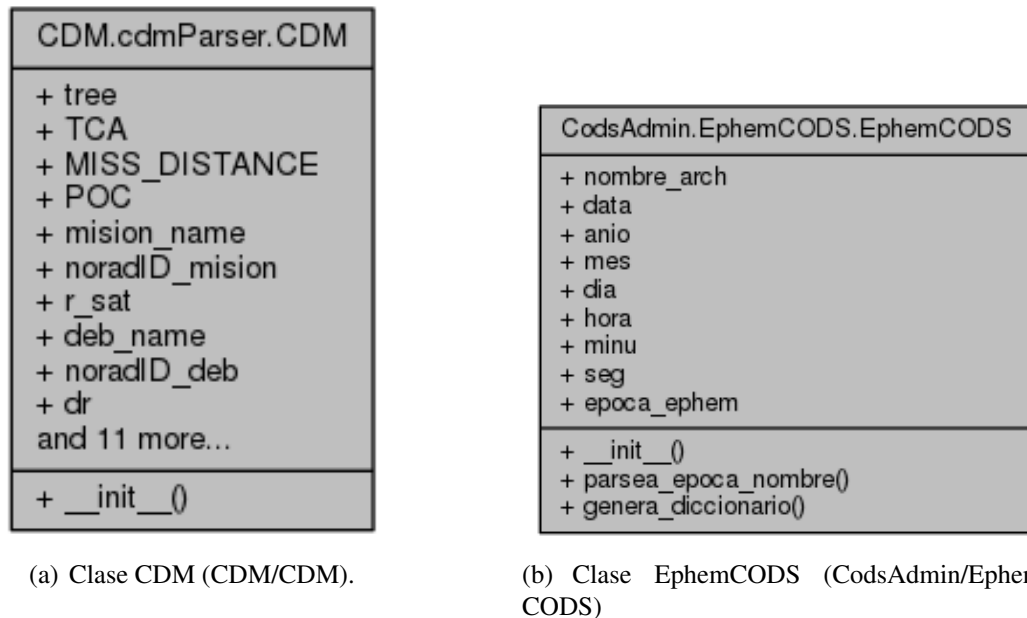 CDM.cdmParser.CDM
+ tree
+ TCA
+ MISS_DISTANCE
+ POC
+ mision_name
+ noradID_mision
+ r_sat
+ deb_name
+ noradID_deb
+ dr
and 11 more...
+ __init__()
(a) Clase CDM (CDM/CDM).
CodsAdmin.EphemCODS.EphemCODS
+ nombre_arch
+ data
+ anio
+ mes
+ dia
+ hora
+ minu
+ seg
+ epoca_ephem
+ __init__()
+ parsea_epoca_nombre()
+ genera_diccionario()
(b) Clase EphemCODS (CodsAdmin/Ephem
CODS)